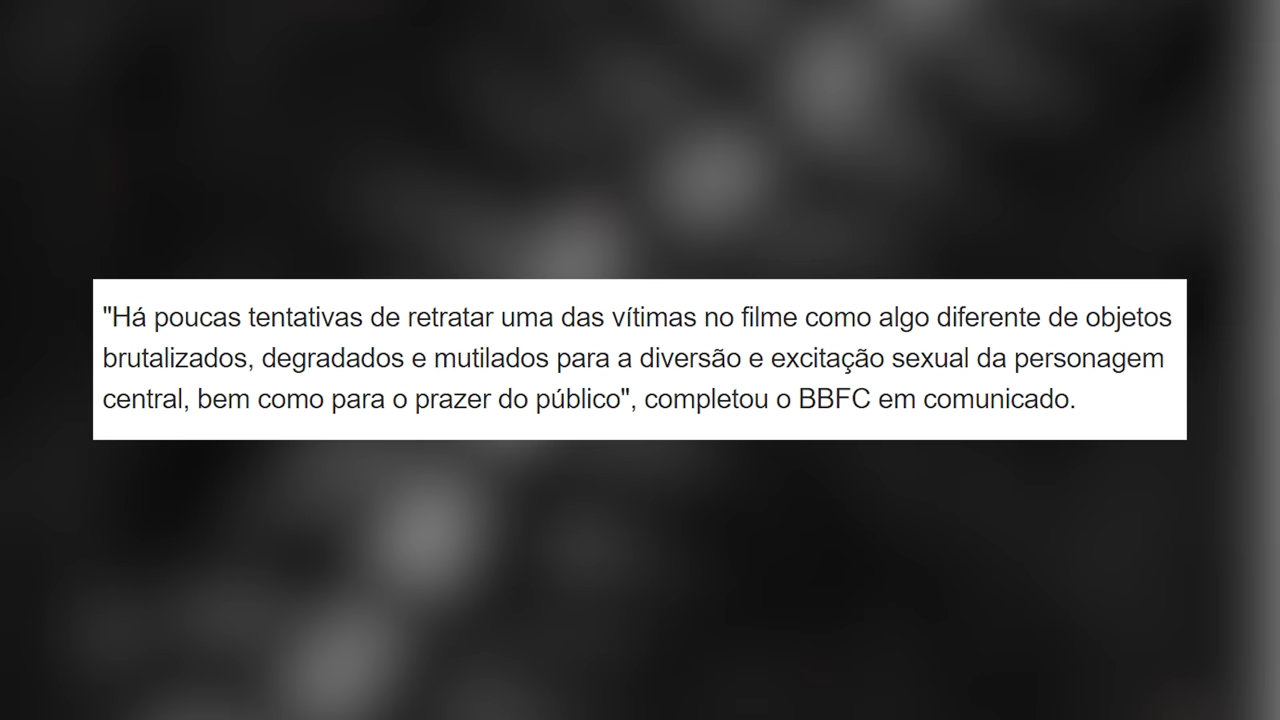 "Há poucas tentativas de retratar uma das vítimas no filme como algo diferente de objetos
brutalizados, degradados e mutilados para a diversão e excitação sexual da personagem
central, bem como para o prazer do público", completou o BBFC em comunicado.